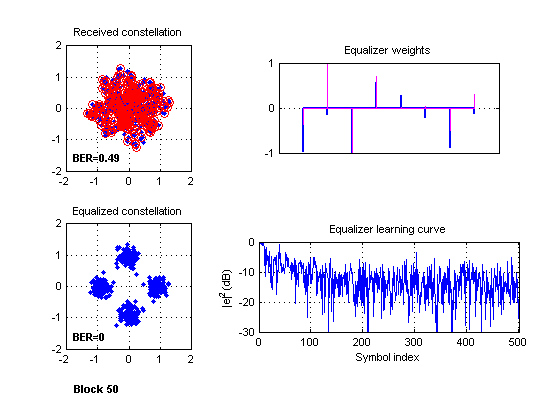 Received constellation
2
1
0
-1
-2
-2 -1 0 1 2
BER=0.49
Equalizer weights
1
0
-1
Equalized constellation
2
1
0
-1
-2
-2 -1 0 1 2
BER=0
Equalizer learning curve
|e|² (dB)
0
-10
-20
-30
0 100 200 300 400 500
Symbol index
Block 50